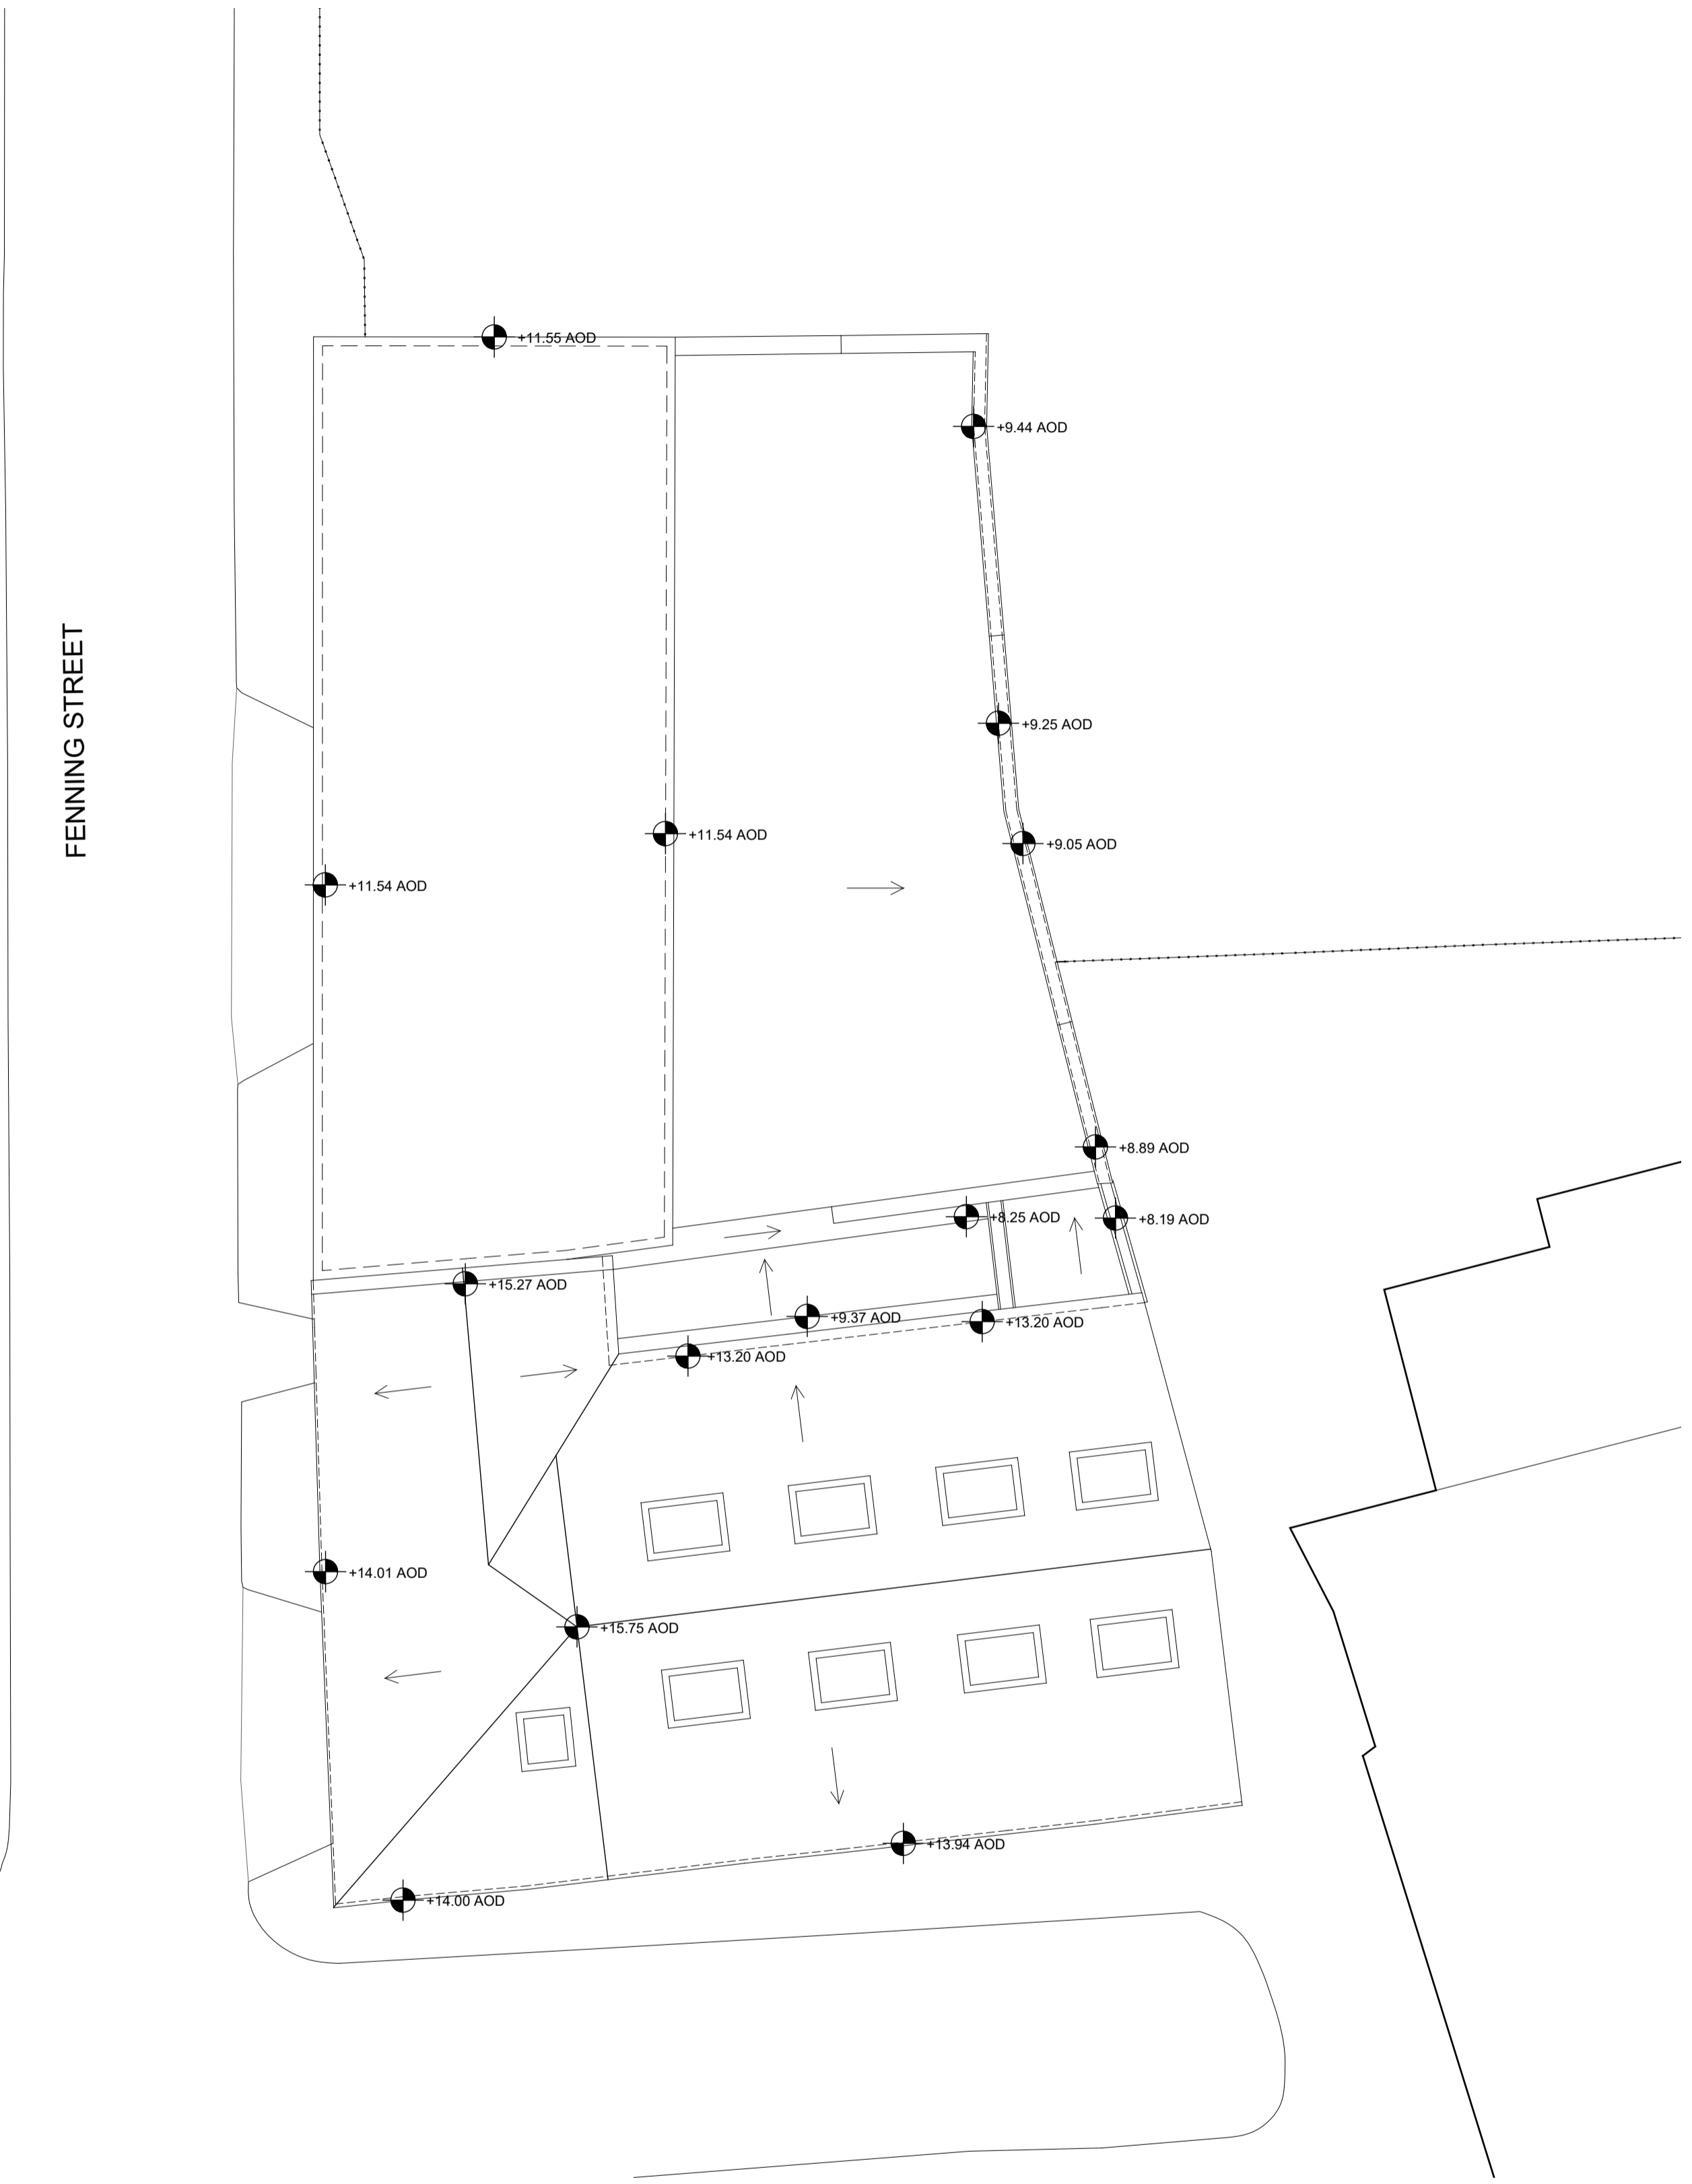 +11.55 AOD
+9.44 AOD
FENNING STREET
+9.25 AOD
+11.54 AOD
+9.05 AOD
+11.54 AOD
+8.89 AOD
+8.25 AOD
+8.19 AOD
+15.27 AOD
+9.37 AOD
+13.20 AOD
+13.20 AOD
+14.01 AOD
+15.75 AOD
+13.94 AOD
+14.00 AOD